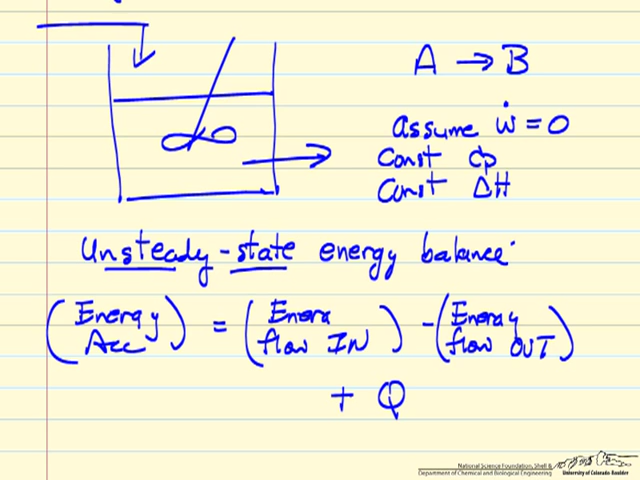 A → B
assume ẇ = 0
const cp
const ΔH
Unsteady-state energy balance:
(Energy Acc) = (Energ flow IN) - (Energy flow OUT)
+ Q
National Science Foundation, Shell &
Department of Chemical and Biological Engineering
University of Colorado Boulder